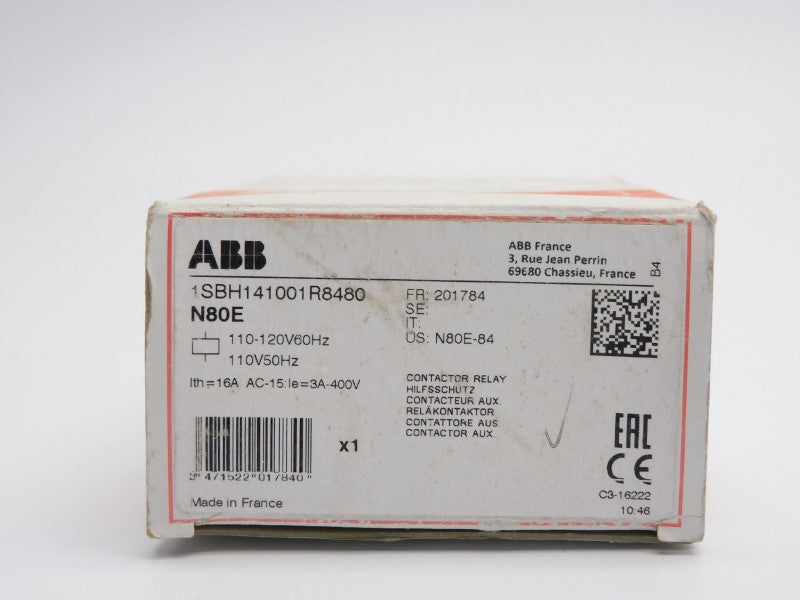 ABB
ABB France
3, Rue Jean Perrin
69680 Chassieu, France
B4
1SBH141001R8480
N80E
110-120V60Hz
110V50Hz
Ith=16A AC-15:Ie=3A-400V
FR: 201784
SE:
IT:
US: N80E-84
CONTACTOR RELAY
HILFSSCHÜTZ
CONTACTEUR AUX.
RELÄKONTAKTOR
CONTATTORE AUS.
CONTACTOR AUX.
x1
3 471522 017840
Made in France
EAC
CE
C3-16222
10:46